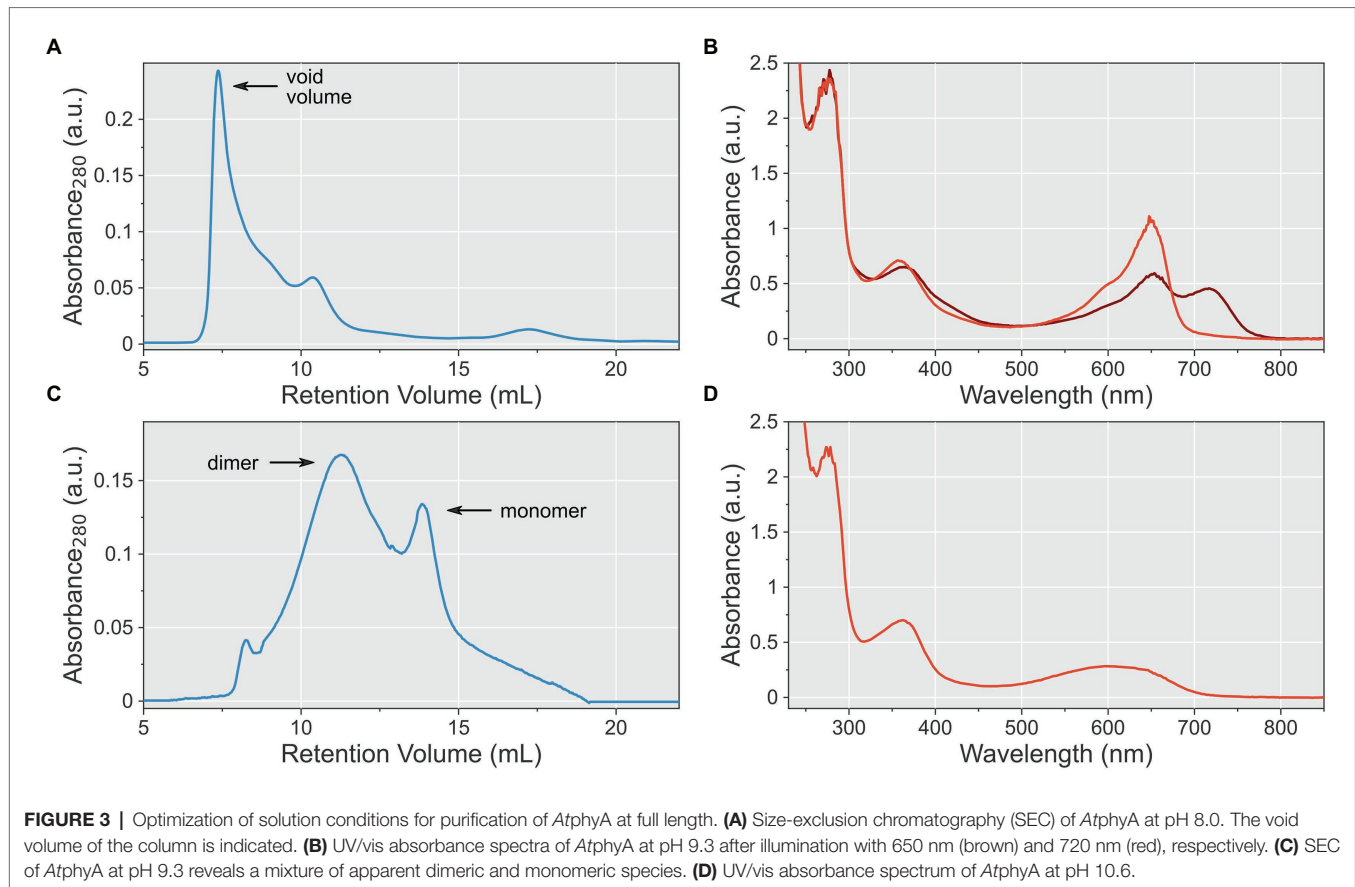 A
void
volume
0.2
0.15
0.1
0.05
0
Absorbance280 (a.u.)
5 10 15 20
Retention Volume (mL)
B
2.5
2
1.5
1
0.5
0
Absorbance (a.u.)
300 400 500 600 700 800
Wavelength (nm)
C
dimer
monomer
0.15
0.1
0.05
0
Absorbance280 (a.u.)
5 10 15 20
Retention Volume (mL)
D
2.5
2
1.5
1
0.5
0
Absorbance (a.u.)
300 400 500 600 700 800
Wavelength (nm)
FIGURE 3 | Optimization of solution conditions for purification of AtphyA at full length. (A) Size-exclusion chromatography (SEC) of AtphyA at pH 8.0. The void
volume of the column is indicated. (B) UV/vis absorbance spectra of AtphyA at pH 9.3 after illumination with 650 nm (brown) and 720 nm (red), respectively. (C) SEC
of AtphyA at pH 9.3 reveals a mixture of apparent dimeric and monomeric species. (D) UV/vis absorbance spectrum of AtphyA at pH 10.6.